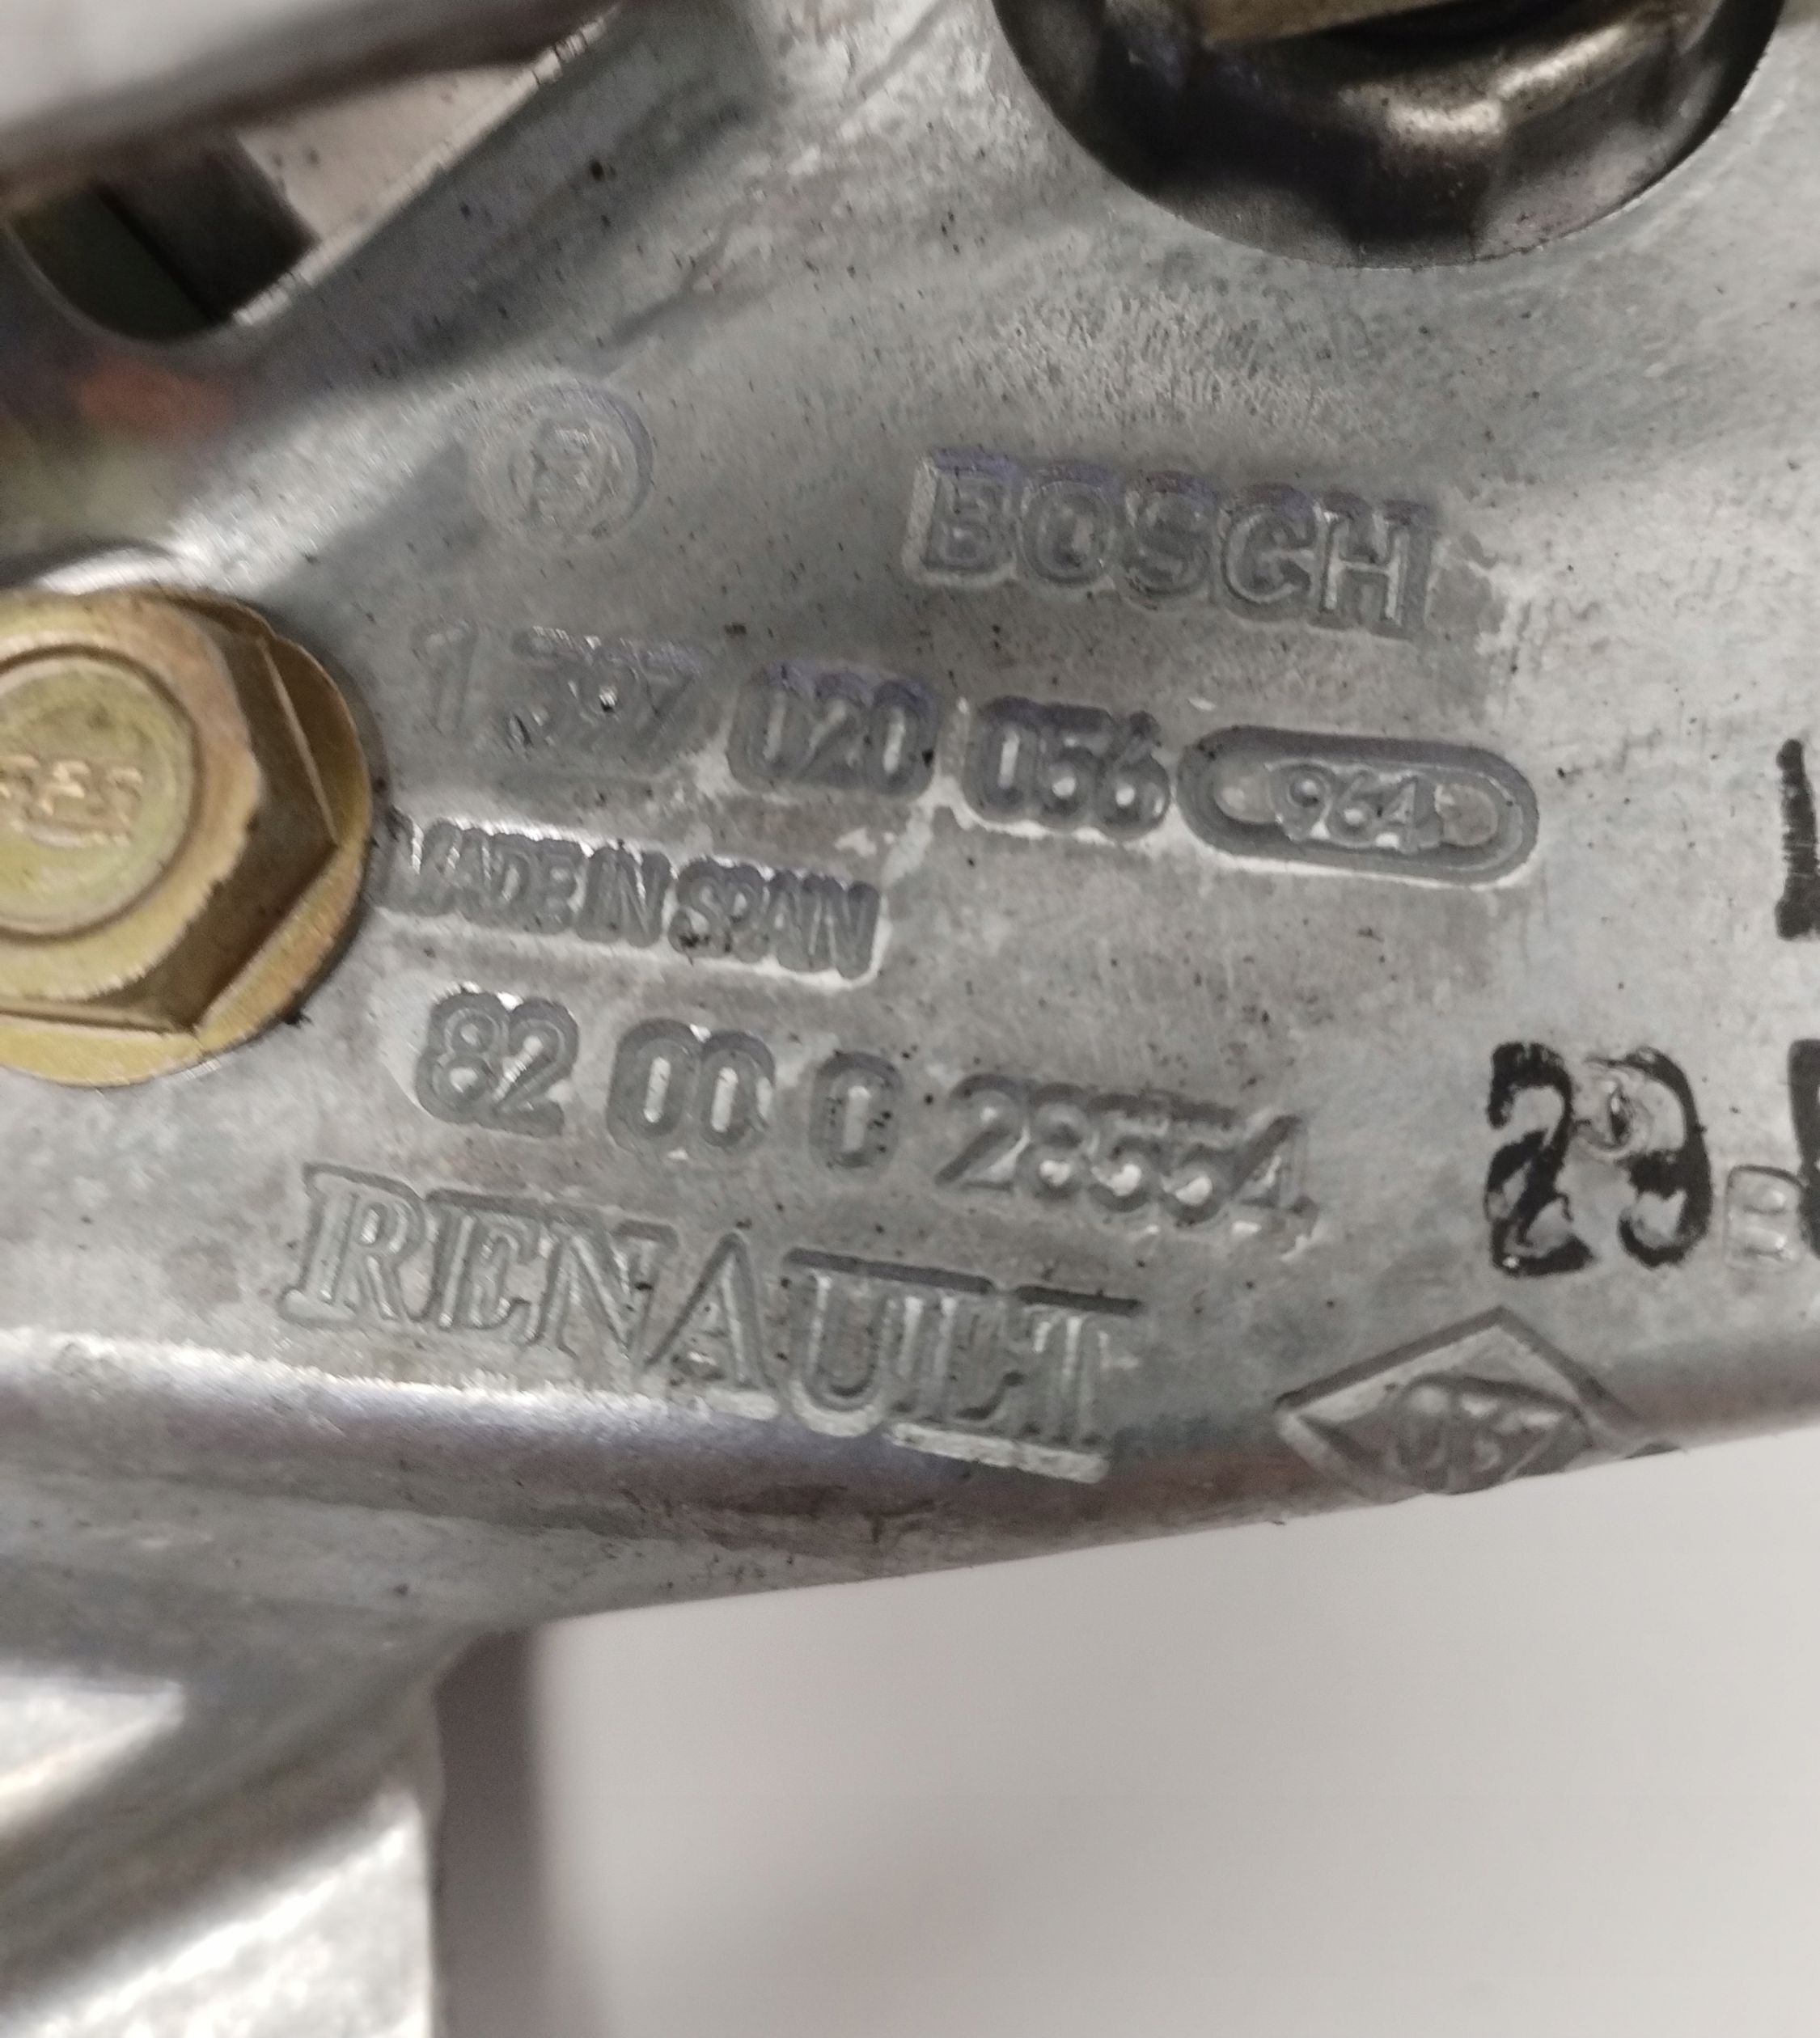 BOSCH
1 397 020 056 964
MADE IN SPAIN
82 00 0 28554
RENAULT